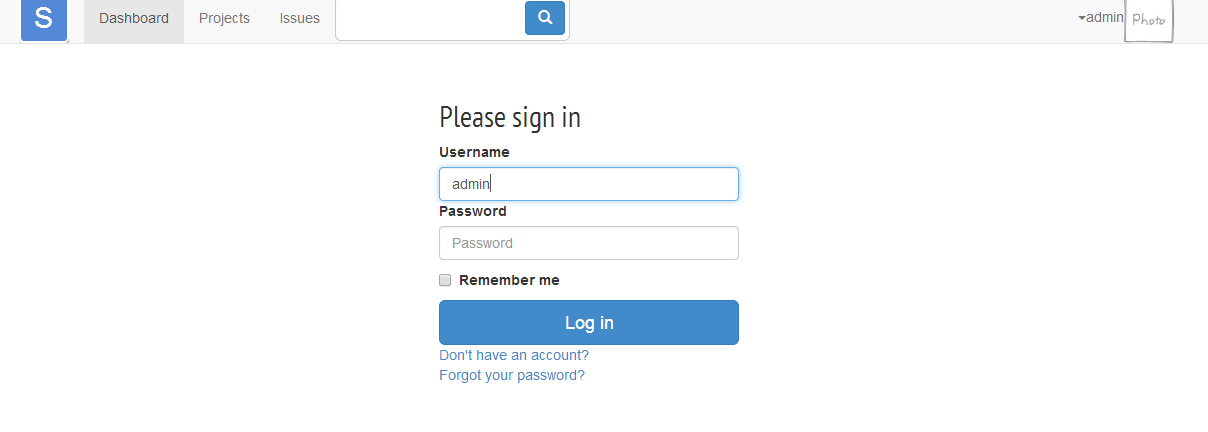 S Dashboard Projects Issues admin Photo
Please sign in
Username
admin
Password
Password
Remember me
Log in
Don't have an account?
Forgot your password?